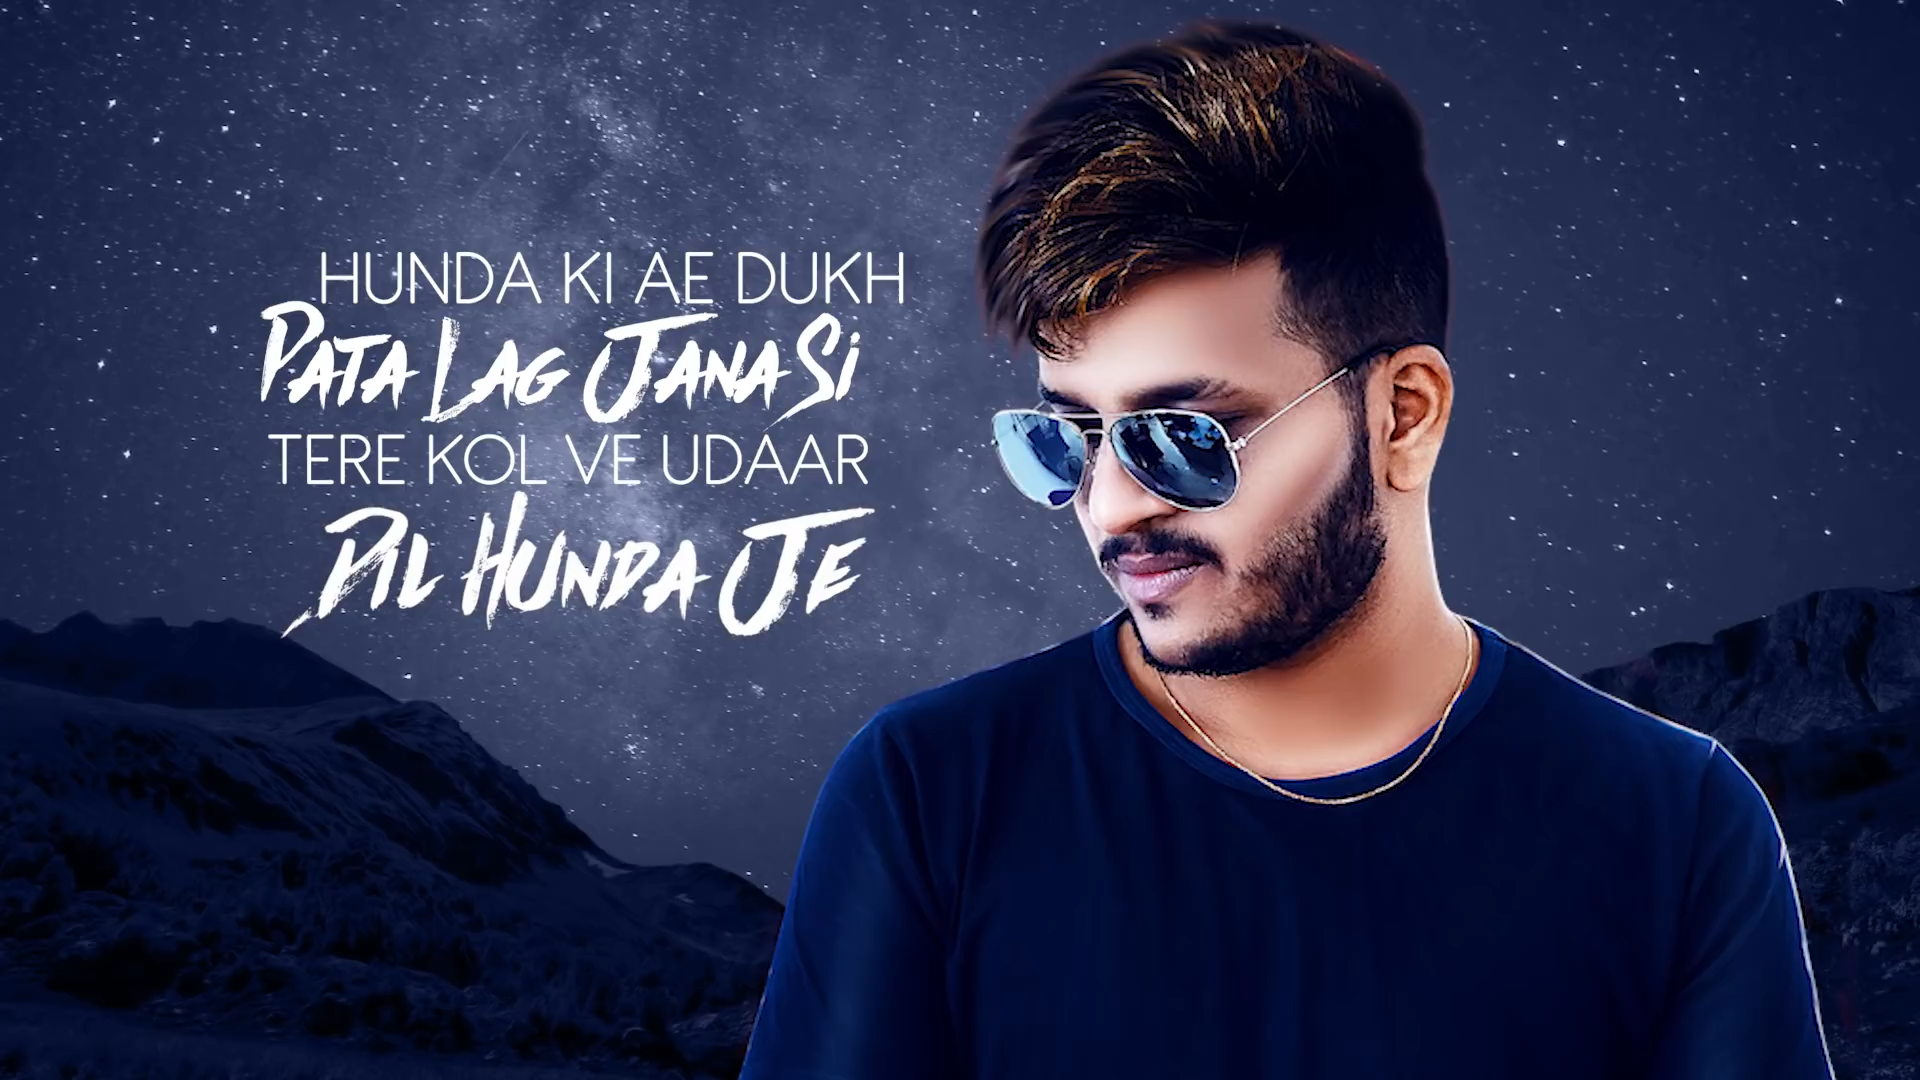 HUNDA KI AE DUKH
PATA LAG JANA SI
TERE KOL VE UDAAR
DIL HUNDA JE